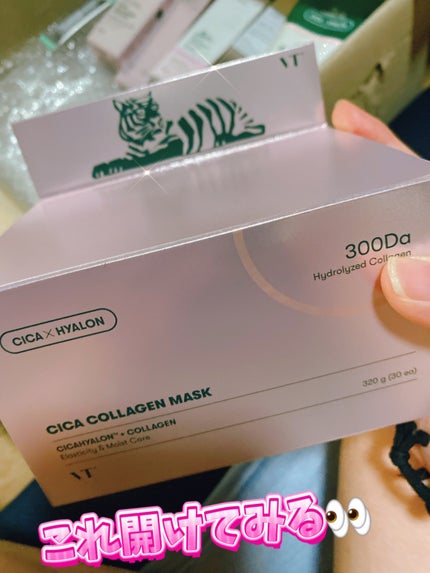 VT
300Da
Hydrolyzed Collagen
CICA×HYALON
CICA COLLAGEN MASK
320 g (30 ea)
CICAHYALON™ + COLLAGEN
Elasticity & Moist Care
VT
これ開けてみる👀